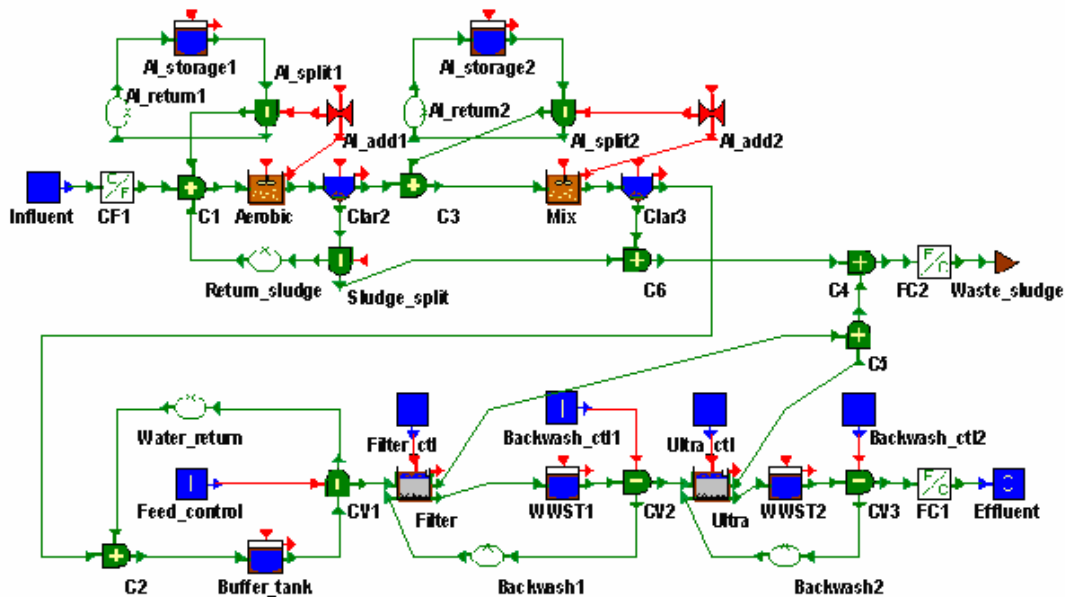 Al_storage1
Al_storage2
Al_return1
Al_split1
Al_return2
Al_add1
Al_split2
Al_add2
C/F
F/C
Influent
CF1
C1
Aerobic
Clar2
C3
Mix
Clar3
Return_sludge
Sludge_split
C6
C4
FC2
Waste_sludge
C5
Water_return
Filter_ctl
Backwash_ctl1
Ultra_ctl
Backwash_ctl2
F/C
Feed_control
CV1
Filter
WWST1
CV2
Ultra
WWST2
CV3
FC1
Effluent
C2
Buffer_tank
Backwash1
Backwash2